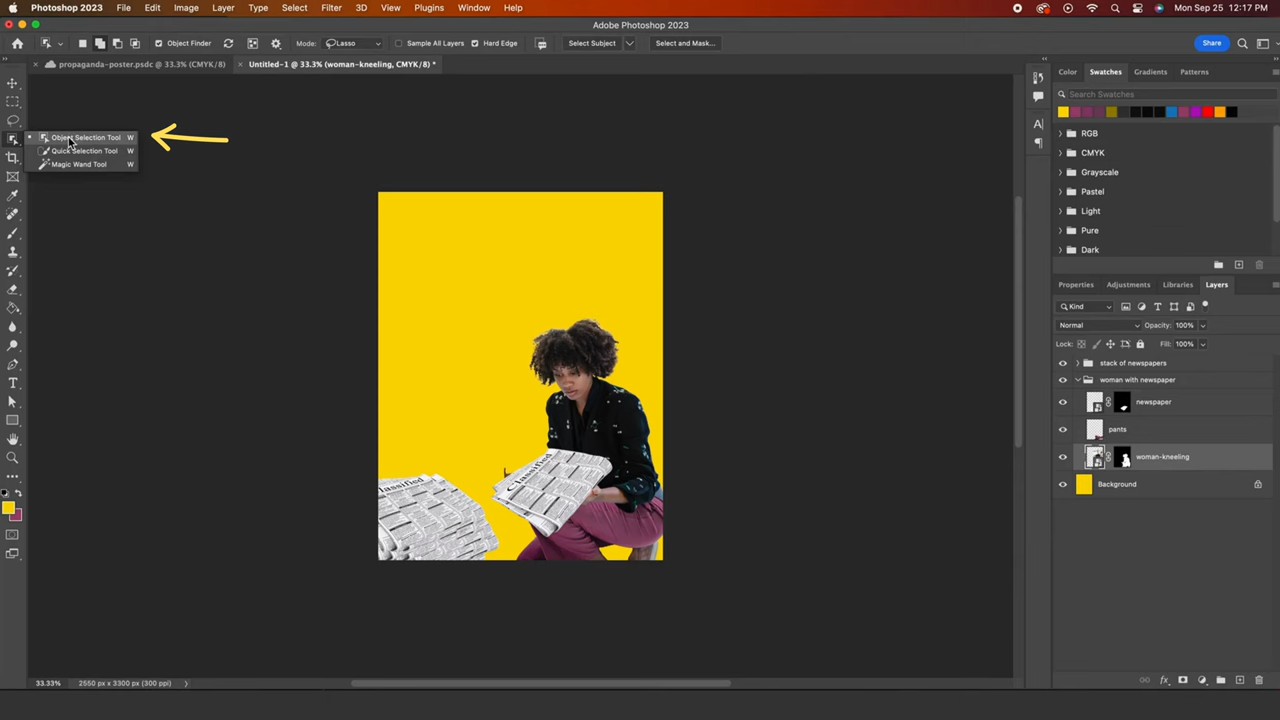 Photoshop 2023 File Edit Image Layer Type Select Filter 3D View Plugins Window Help Mon Sep 25 12:17 PM
Adobe Photoshop 2023
Object Finder Mode: Lasso Sample All Layers Hard Edge Select Subject Select and Mask... Share
propaganda-poster.psdc @ 33.3% (CMYK/8) Untitled-1 @ 33.3% (woman-kneeling, CMYK/8) *
Color Swatches Gradients Patterns
Search Swatches
Object Selection Tool W
Quick Selection Tool W
Magic Wand Tool W
RGB
CMYK
Grayscale
Pastel
Light
Pure
Dark
Properties Adjustments Libraries Layers
Kind
Normal Opacity: 100%
Lock: Fill: 100%
stack of newspapers
woman with newspaper
newspaper
pants
woman-kneeling
Background
Classified
lassified
33.33% 2550 px x 3300 px (300 ppi)